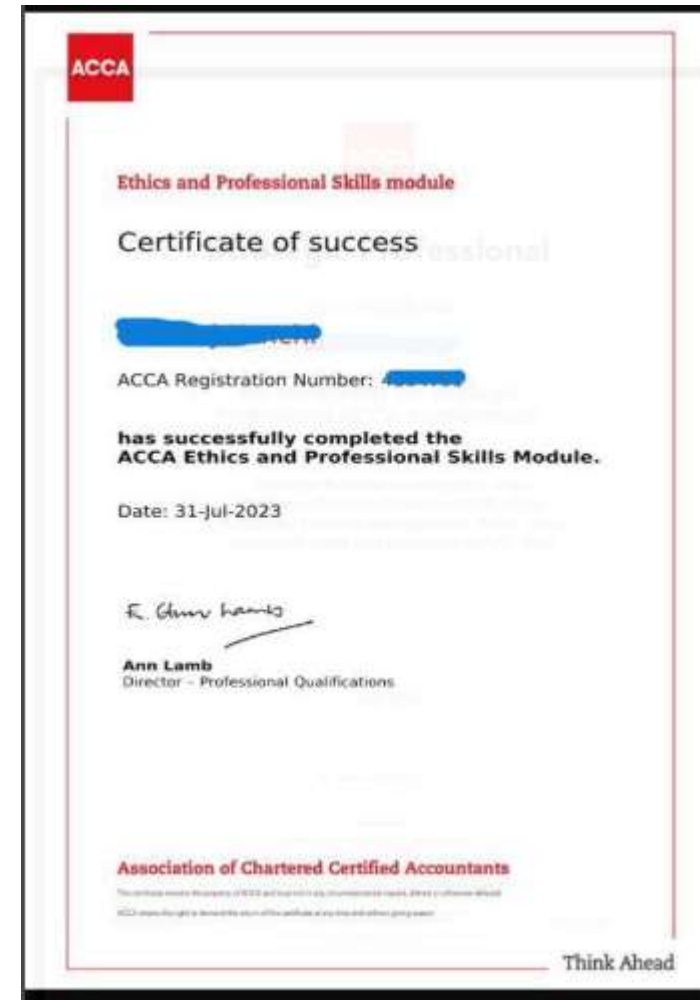 ACCA
Ethics and Professional Skills module
Certificate of success
ACCA Registration Number:
has successfully completed the
ACCA Ethics and Professional Skills Module.
Date: 31-Jul-2023
Ann Lamb
Director - Professional Qualifications
Association of Chartered Certified Accountants
Think Ahead